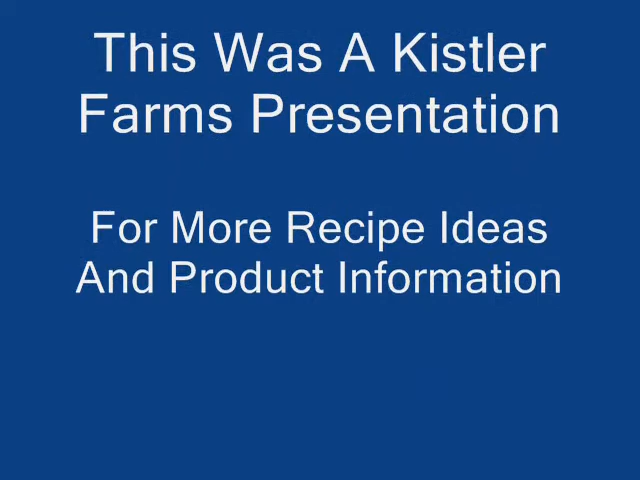 This Was A Kistler
Farms Presentation
For More Recipe Ideas
And Product Information